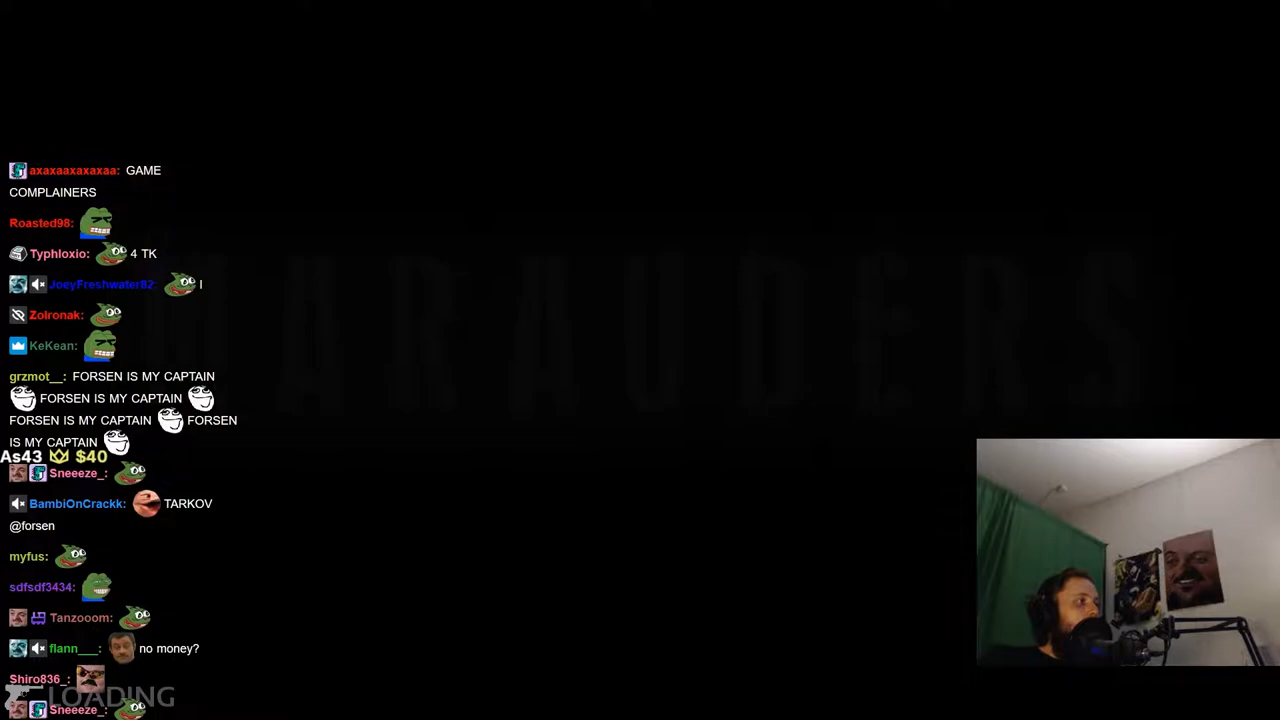 axaxaaxaxaxaa: GAME
COMPLAINERS
Roasted98:
Typhloxio: 4 TK
JoeyFreshwater82: I
Zolronak:
KeKean:
grzmot__: FORSEN IS MY CAPTAIN
FORSEN IS MY CAPTAIN
FORSEN IS MY CAPTAIN FORSEN
IS MY CAPTAIN
As43 $40
Sneeeze_:
BambiOnCrackk: TARKOV
@forsen
myfus:
sdfsdf3434:
Tanzooom:
flann___: no money?
Shiro836_:
LOADING
Sneeeze_:
MARAUDERS